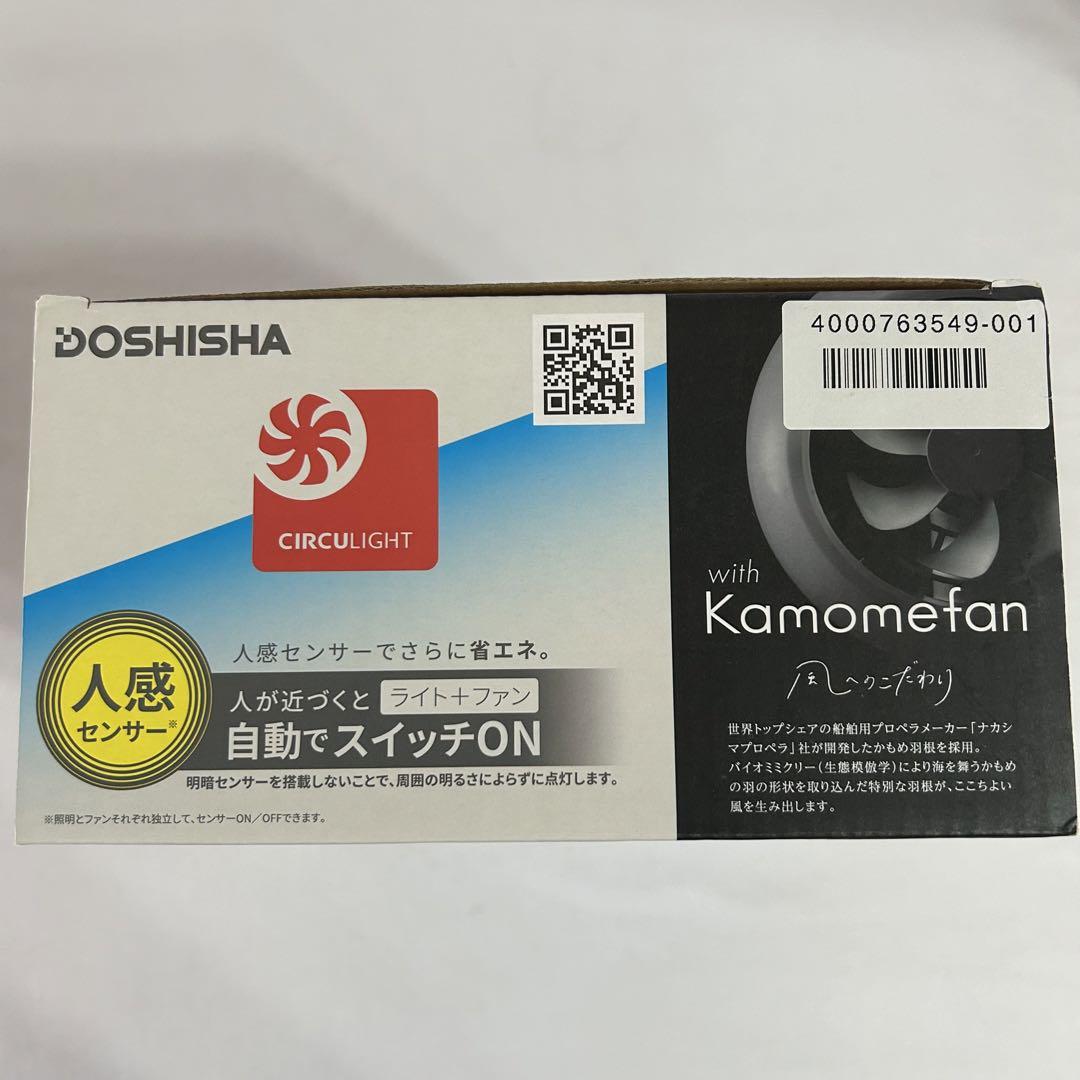 DOSHISHA
4000763549-001
CIRCULIGHT
with
Kamomefan
風へのこだわり
世界トップシェアの船舶用プロペラメーカー「ナカシ
マプロペラ」社が開発したかもめ羽根を採用。
バイオミミクリー(生態模倣学)により海を舞うかもめ
の羽の形状を取り込んだ特別な羽根が、ここちよい
風を生み出します。
人感
センサー※
人感センサーでさらに省エネ。
人が近づくと ライト+ファン
自動でスイッチON
明暗センサーを搭載しないことで、周囲の明るさによらずに点灯します。
※照明とファンそれぞれ独立して、センサーON/OFFできます。